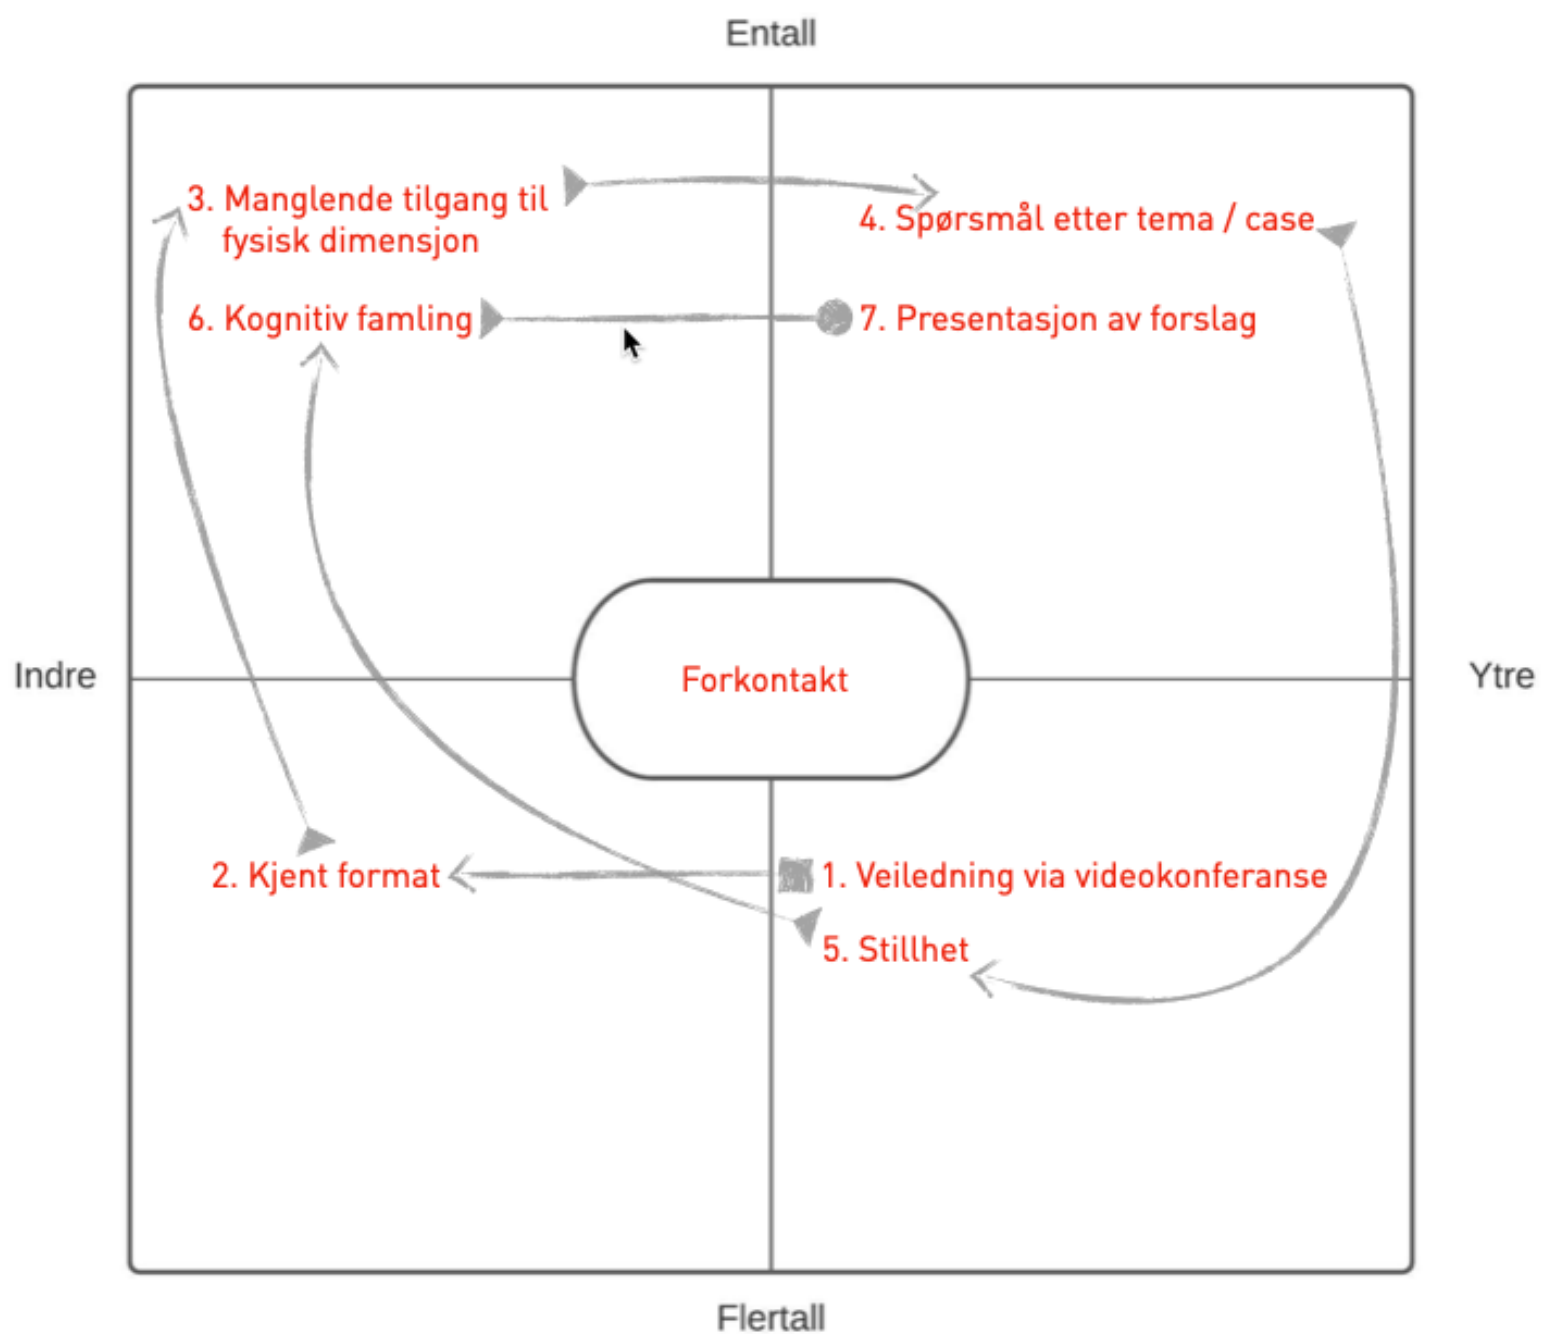 Entall
3. Manglende tilgang til
fysisk dimensjon
4. Spørsmål etter tema / case
6. Kognitiv famling
7. Presentasjon av forslag
Indre
Forkontakt
Ytre
2. Kjent format
1. Veiledning via videokonferanse
5. Stillhet
Flertall